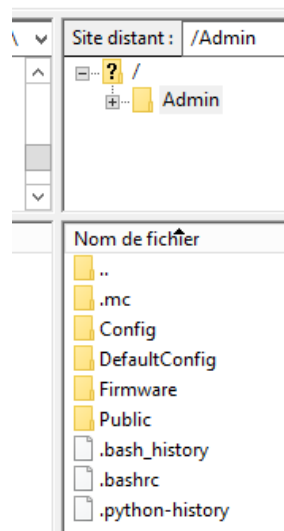 Site distant : /Admin
/
Admin
Nom de fichier
..
.mc
Config
DefaultConfig
Firmware
Public
.bash_history
.bashrc
.python-history